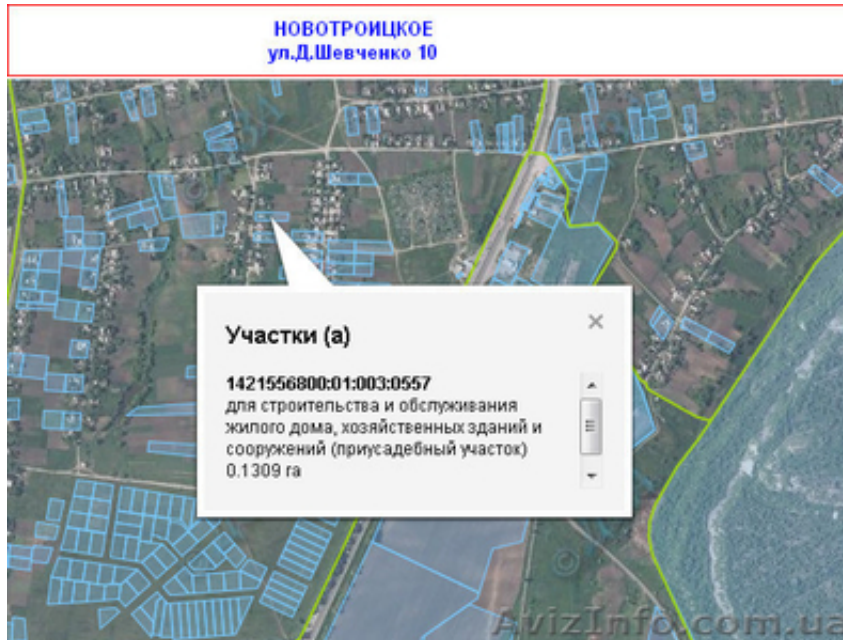 НОВОТРОИЦКОЕ
ул.Д.Шевченко 10
Участки (а)
1421556800:01:003:0557
для строительства и обслуживания
жилого дома, хозяйственных зданий и
сооружений (приусадебный участок)
0.1309 га
AvizInfo.com.ua